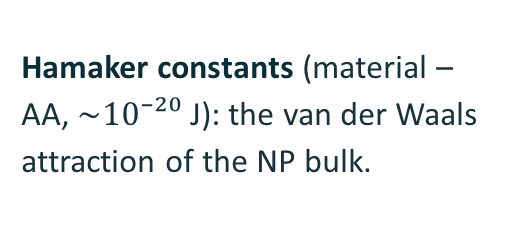 Hamaker constants (material –
AA, ~10⁻²⁰ J): the van der Waals
attraction of the NP bulk.